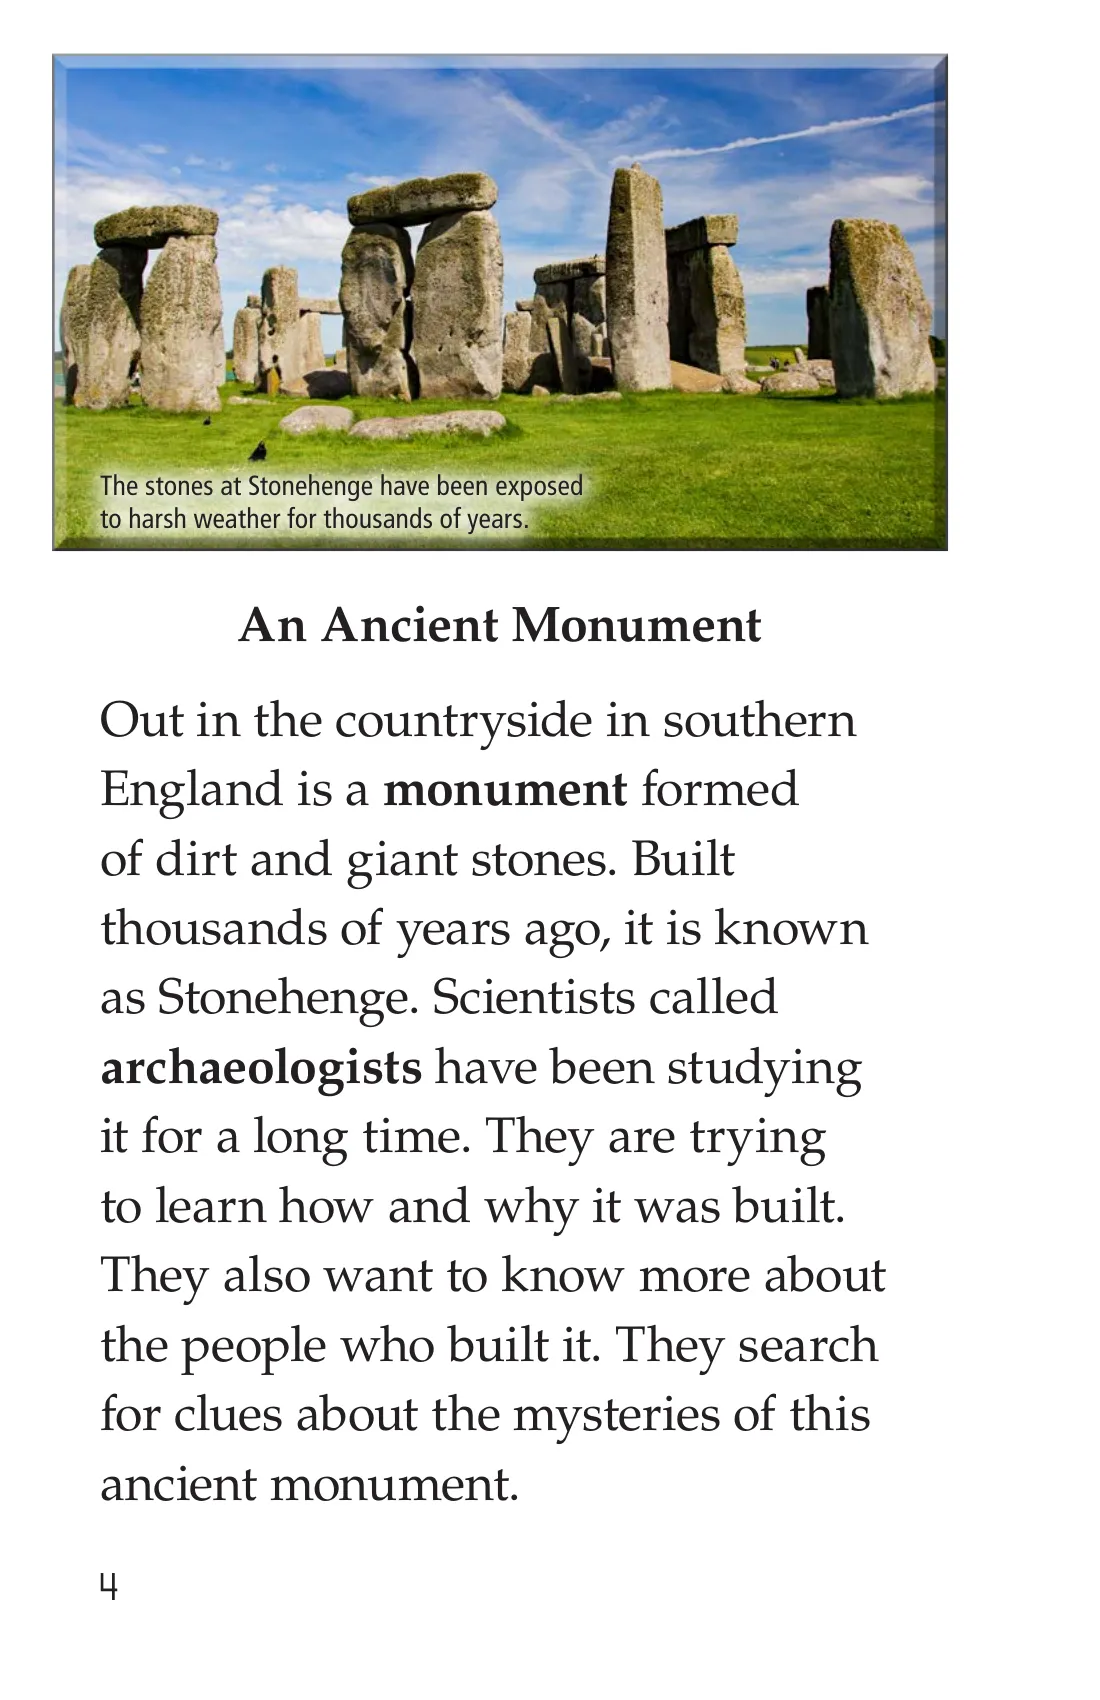 The stones at Stonehenge have been exposed
to harsh weather for thousands of years.
An Ancient Monument
Out in the countryside in southern
England is a monument formed
of dirt and giant stones. Built
thousands of years ago, it is known
as Stonehenge. Scientists called
archaeologists have been studying
it for a long time. They are trying
to learn how and why it was built.
They also want to know more about
the people who built it. They search
for clues about the mysteries of this
ancient monument.
4